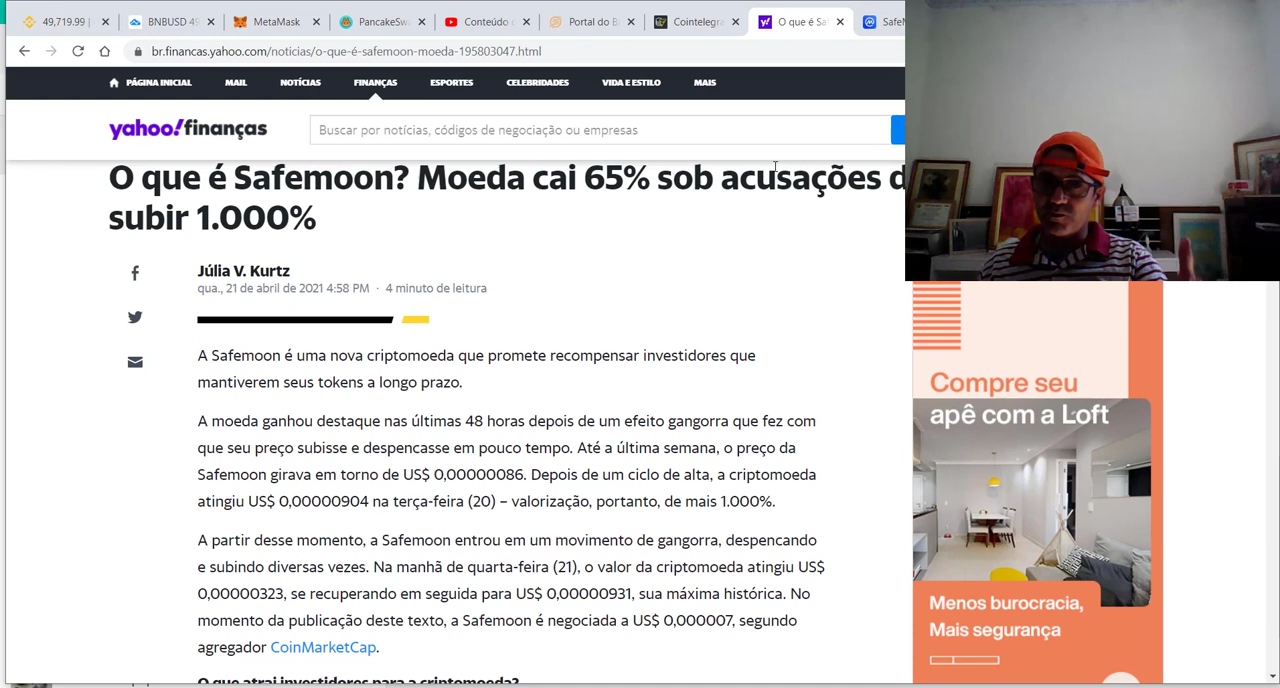 49,719.99 |
BNBUSD 49
MetaMask
PancakeSwa
Conteúdo d
Portal do B
Cointelegra
O que é Saf
SafeM
br.financas.yahoo.com/noticias/o-que-é-safemoon-moeda-195803047.html
PÁGINA INICIAL MAIL NOTÍCIAS FINANÇAS ESPORTES CELEBRIDADES VIDA E ESTILO MAIS
yahoo!finanças
Buscar por notícias, códigos de negociação ou empresas
O que é Safemoon? Moeda cai 65% sob acusações d
subir 1.000%
Júlia V. Kurtz
qua., 21 de abril de 2021 4:58 PM · 4 minuto de leitura
A Safemoon é uma nova criptomoeda que promete recompensar investidores que
mantiverem seus tokens a longo prazo.
A moeda ganhou destaque nas últimas 48 horas depois de um efeito gangorra que fez com
que seu preço subisse e despencasse em pouco tempo. Até a última semana, o preço da
Safemoon girava em torno de US$ 0,00000086. Depois de um ciclo de alta, a criptomoeda
atingiu US$ 0,00000904 na terça-feira (20) – valorização, portanto, de mais 1.000%.
A partir desse momento, a Safemoon entrou em um movimento de gangorra, despencando
e subindo diversas vezes. Na manhã de quarta-feira (21), o valor da criptomoeda atingiu US$
0,00000323, se recuperando em seguida para US$ 0,00000931, sua máxima histórica. No
momento da publicação deste texto, a Safemoon é negociada a US$ 0,000007, segundo
agregador CoinMarketCap.
O que atrai investidores para a criptomoeda?
Compre seu
apê com a Loft
Menos burocracia,
Mais segurança